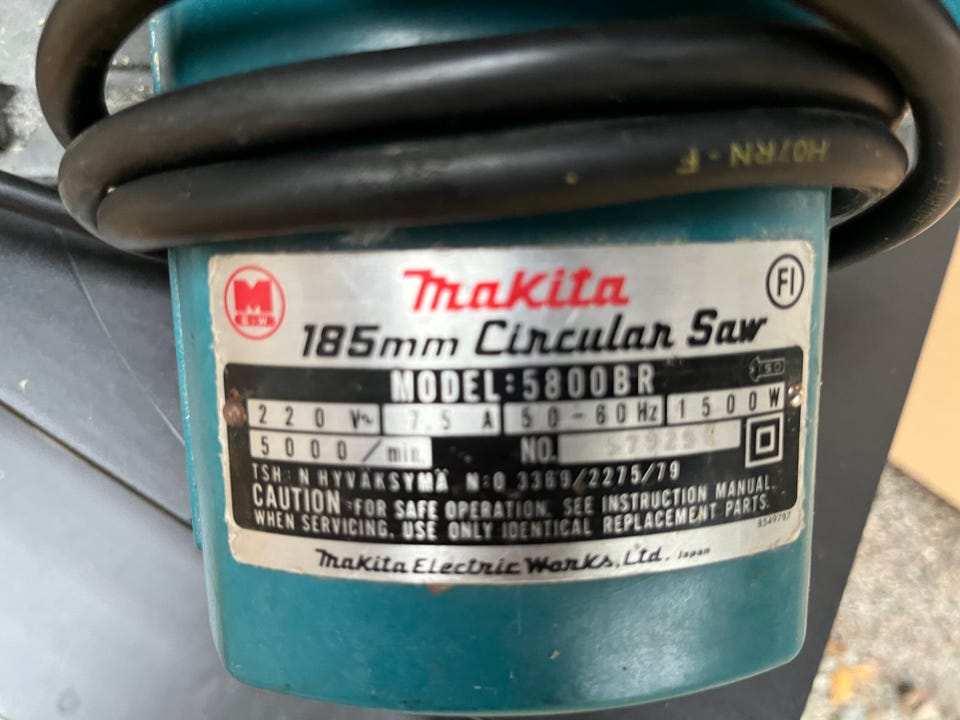 H07RN-F
M
S.W
makita
FI
185mm Circular Saw
MODEL: 5800BR
220 V~ 7.5 A 50-60Hz 1500W
5000/min. NO.
TSH:N HYVÄKSYMÄ N:O 3369/2275/79
CAUTION :FOR SAFE OPERATION, SEE INSTRUCTION MANUAL.
WHEN SERVICING, USE ONLY IDENTICAL REPLACEMENT PARTS.
8549787
Makita Electric Works, Ltd. Japan